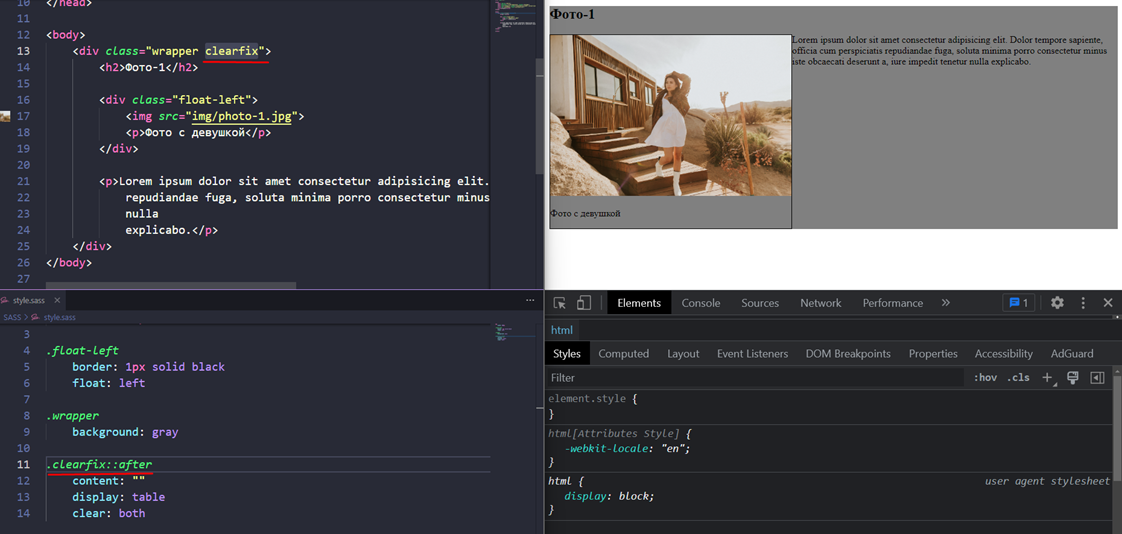 10 </head>
11
12 <body>
13 <div class="wrapper clearfix">
14 <h2>Фото-1</h2>
15
16 <div class="float-left">
17 <img src="img/photo-1.jpg">
18 <p>Фото с девушкой</p>
19 </div>
20
21 <p>Lorem ipsum dolor sit amet consectetur adipisicing elit.
22 repudiandae fuga, soluta minima porro consectetur minus
23 nulla
24 explicabo.</p>
25 </div>
26 </body>
27
style.sass
SASS > style.sass
3
4 .float-left
5 border: 1px solid black
6 float: left
7
8 .wrapper
9 background: gray
10
11 .clearfix::after
12 content: ""
13 display: table
14 clear: both
Фото-1
Lorem ipsum dolor sit amet consectetur adipisicing elit. Dolor tempore sapiente,
officia cum perspiciatis repudiandae fuga, soluta minima porro consectetur minus
iste obcaecati deserunt a, iure impedit tenetur nulla explicabo.
Фото с девушкой
Elements Console Sources Network Performance » 1
html
Styles Computed Layout Event Listeners DOM Breakpoints Properties Accessibility AdGuard
Filter :hov .cls
element.style {
}
html[Attributes Style] {
-webkit-locale: "en";
}
html { user agent stylesheet
display: block;
}